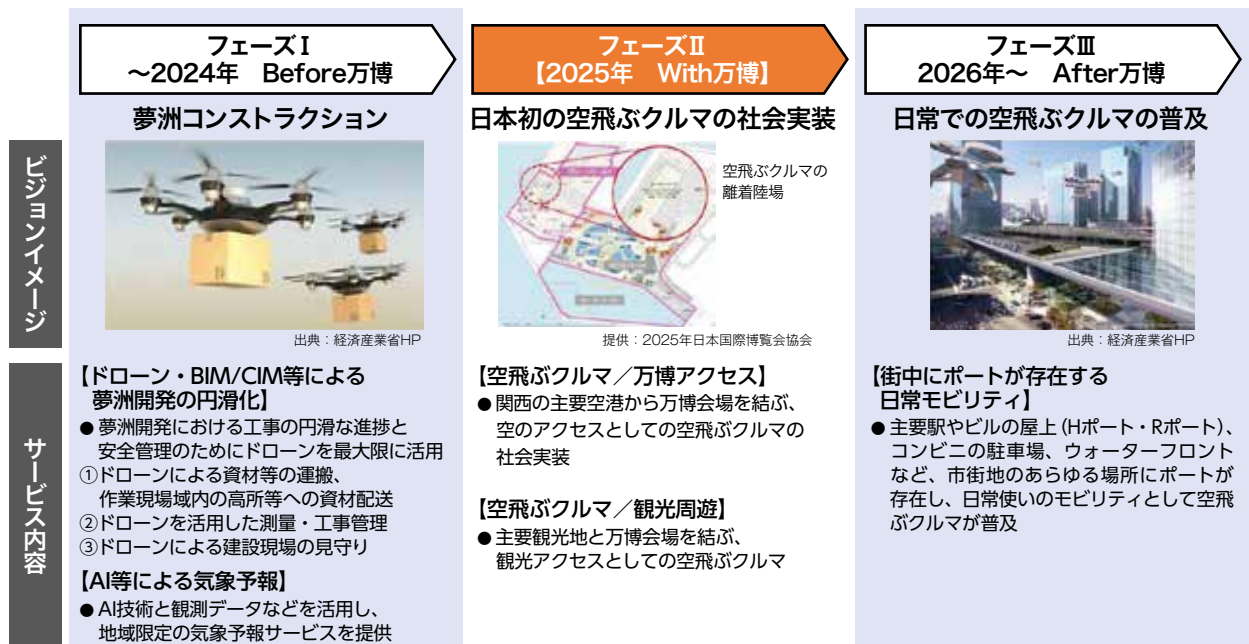 フェーズⅠ
～2024年　Before万博
夢洲コンストラクション
フェーズⅡ
【2025年　With万博】
日本初の空飛ぶクルマの社会実装
フェーズⅢ
2026年～　After万博
日常での空飛ぶクルマの普及
ビジョンイメージ
出典：経済産業省HP
空飛ぶクルマの
離着陸場
提供：2025年日本国際博覧会協会
出典：経済産業省HP
サービス内容
【ドローン・BIM/CIM等による
夢洲開発の円滑化】
●夢洲開発における工事の円滑な進捗と
安全管理のためにドローンを最大限に活用
①ドローンによる資材等の運搬、
作業現場域内の高所等への資材配送
②ドローンを活用した測量・工事管理
③ドローンによる建設現場の見守り
【AI等による気象予報】
●AI技術と観測データなどを活用し、
地域限定の気象予報サービスを提供
【空飛ぶクルマ／万博アクセス】
●関西の主要空港から万博会場を結ぶ、
空のアクセスとしての空飛ぶクルマの
社会実装
【空飛ぶクルマ／観光周遊】
●主要観光地と万博会場を結ぶ、
観光アクセスとしての空飛ぶクルマ
【街中にポートが存在する
日常モビリティ】
●主要駅やビルの屋上(Hポート・Rポート)、
コンビニの駐車場、ウォーターフロント
など、市街地のあらゆる場所にポートが
存在し、日常使いのモビリティとして空飛
ぶクルマが普及